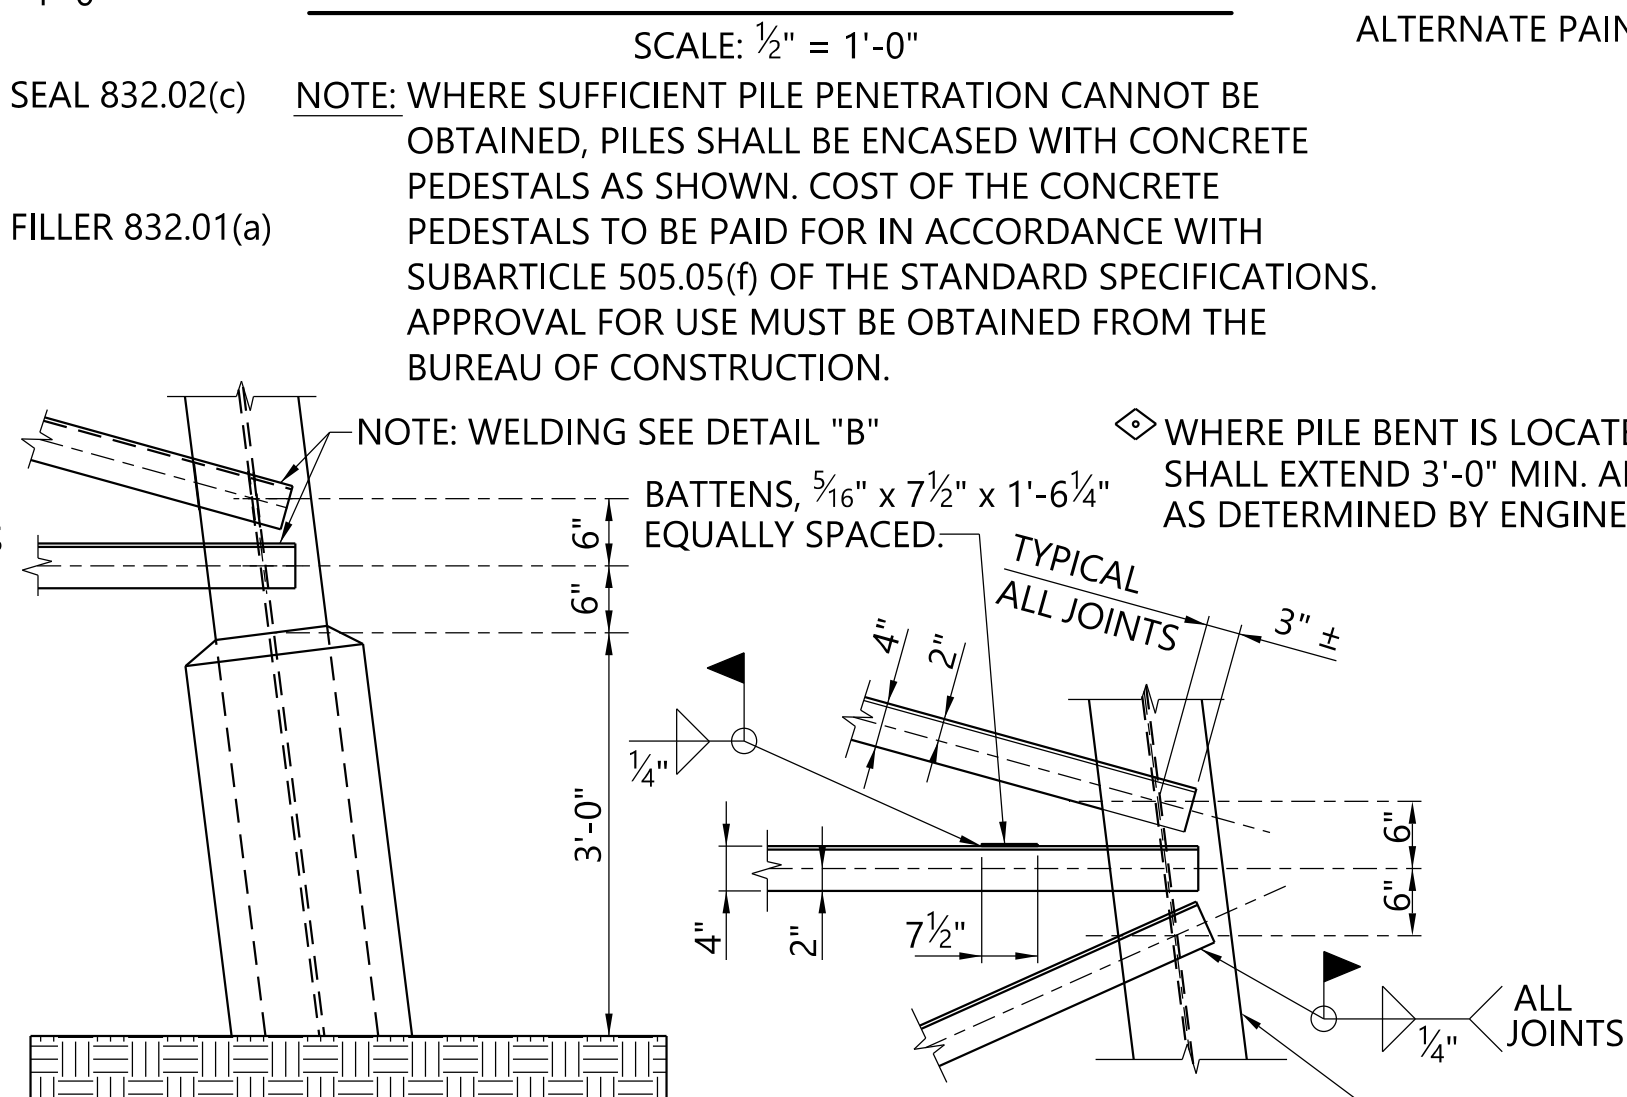 SCALE: ½" = 1'-0"
SEAL 832.02(c)
FILLER 832.01(a)
NOTE: WHERE SUFFICIENT PILE PENETRATION CANNOT BE
OBTAINED, PILES SHALL BE ENCASED WITH CONCRETE
PEDESTALS AS SHOWN. COST OF THE CONCRETE
PEDESTALS TO BE PAID FOR IN ACCORDANCE WITH
SUBARTICLE 505.05(f) OF THE STANDARD SPECIFICATIONS.
APPROVAL FOR USE MUST BE OBTAINED FROM THE
BUREAU OF CONSTRUCTION.
ALTERNATE
NOTE: WELDING SEE DETAIL "B"
6"
6"
3'-0"
WHERE PILE BENT IS
SHALL EXTEND 3'-0" MIN.
AS DETERMINED BY
BATTENS, 5⁄16" x 7½" x 1'-6¼"
EQUALLY SPACED.
TYPICAL
ALL JOINTS
3" ±
4"
2"
¼"
4"
2"
7½"
6"
6"
¼"
ALL
JOINTS